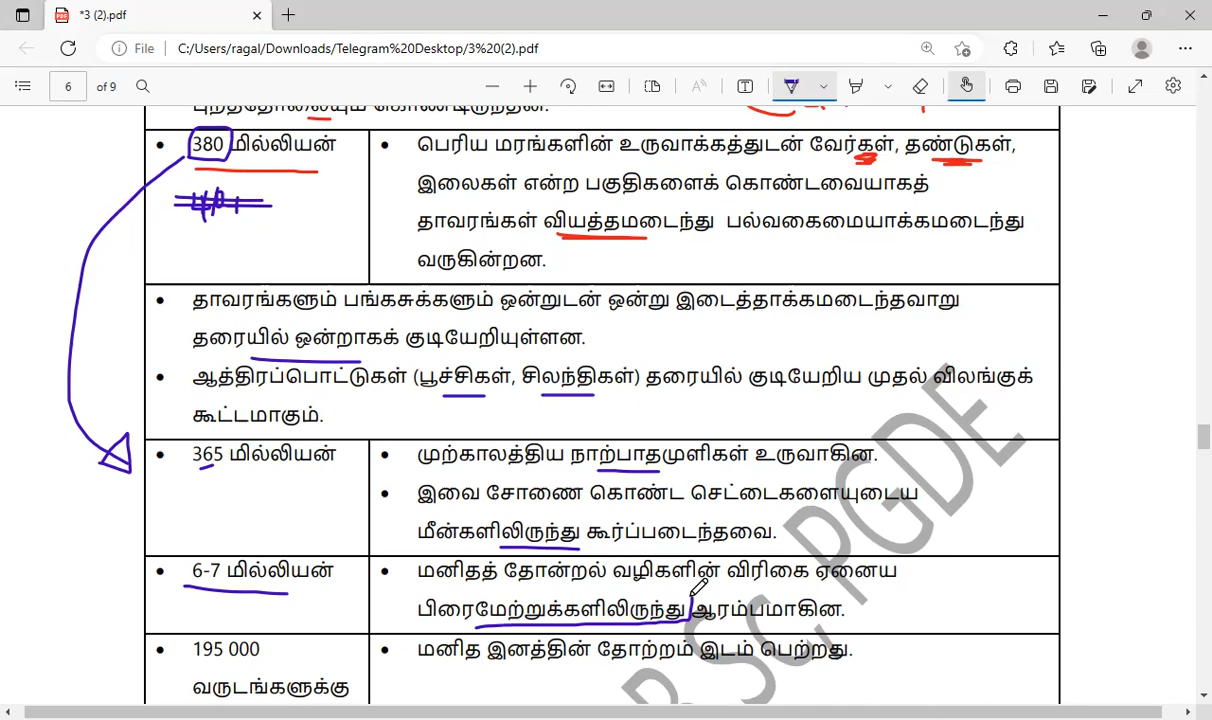 *3 (2).pdf
File C:/Users/ragal/Downloads/Telegram%20Desktop/3%20(2).pdf
6 of 9
380 மில்லியன்
பெரிய மரங்களின் உருவாக்கத்துடன் வேர்கள், தண்டுகள்,
இலைகள் என்ற பகுதிகளைக் கொண்டவையாகத்
தாவரங்கள் வியத்தமடைந்து பல்வகைமையாக்கமடைந்து
வருகின்றன.
தாவரங்களும் பங்கசுக்களும் ஒன்றுடன் ஒன்று இடைத்தாக்கமடைந்தவாறு
தரையில் ஒன்றாகக் குடியேறியுள்ளன.
ஆத்திரப்பொட்டுகள் (பூச்சிகள், சிலந்திகள்) தரையில் குடியேறிய முதல் விலங்குக்
கூட்டமாகும்.
365 மில்லியன்
முற்காலத்திய நாற்பாதமுளிகள் உருவாகின.
இவை சோணை கொண்ட செட்டைகளையுடைய
மீன்களிலிருந்து கூர்ப்படைந்தவை.
6-7 மில்லியன்
மனிதத் தோன்றல் வழிகளின் விரிகை ஏனைய
பிரைமேற்றுக்களிலிருந்து ஆரம்பமாகின.
195 000
வருடங்களுக்கு
மனித இனத்தின் தோற்றம் இடம் பெற்றது.
SC PGDE